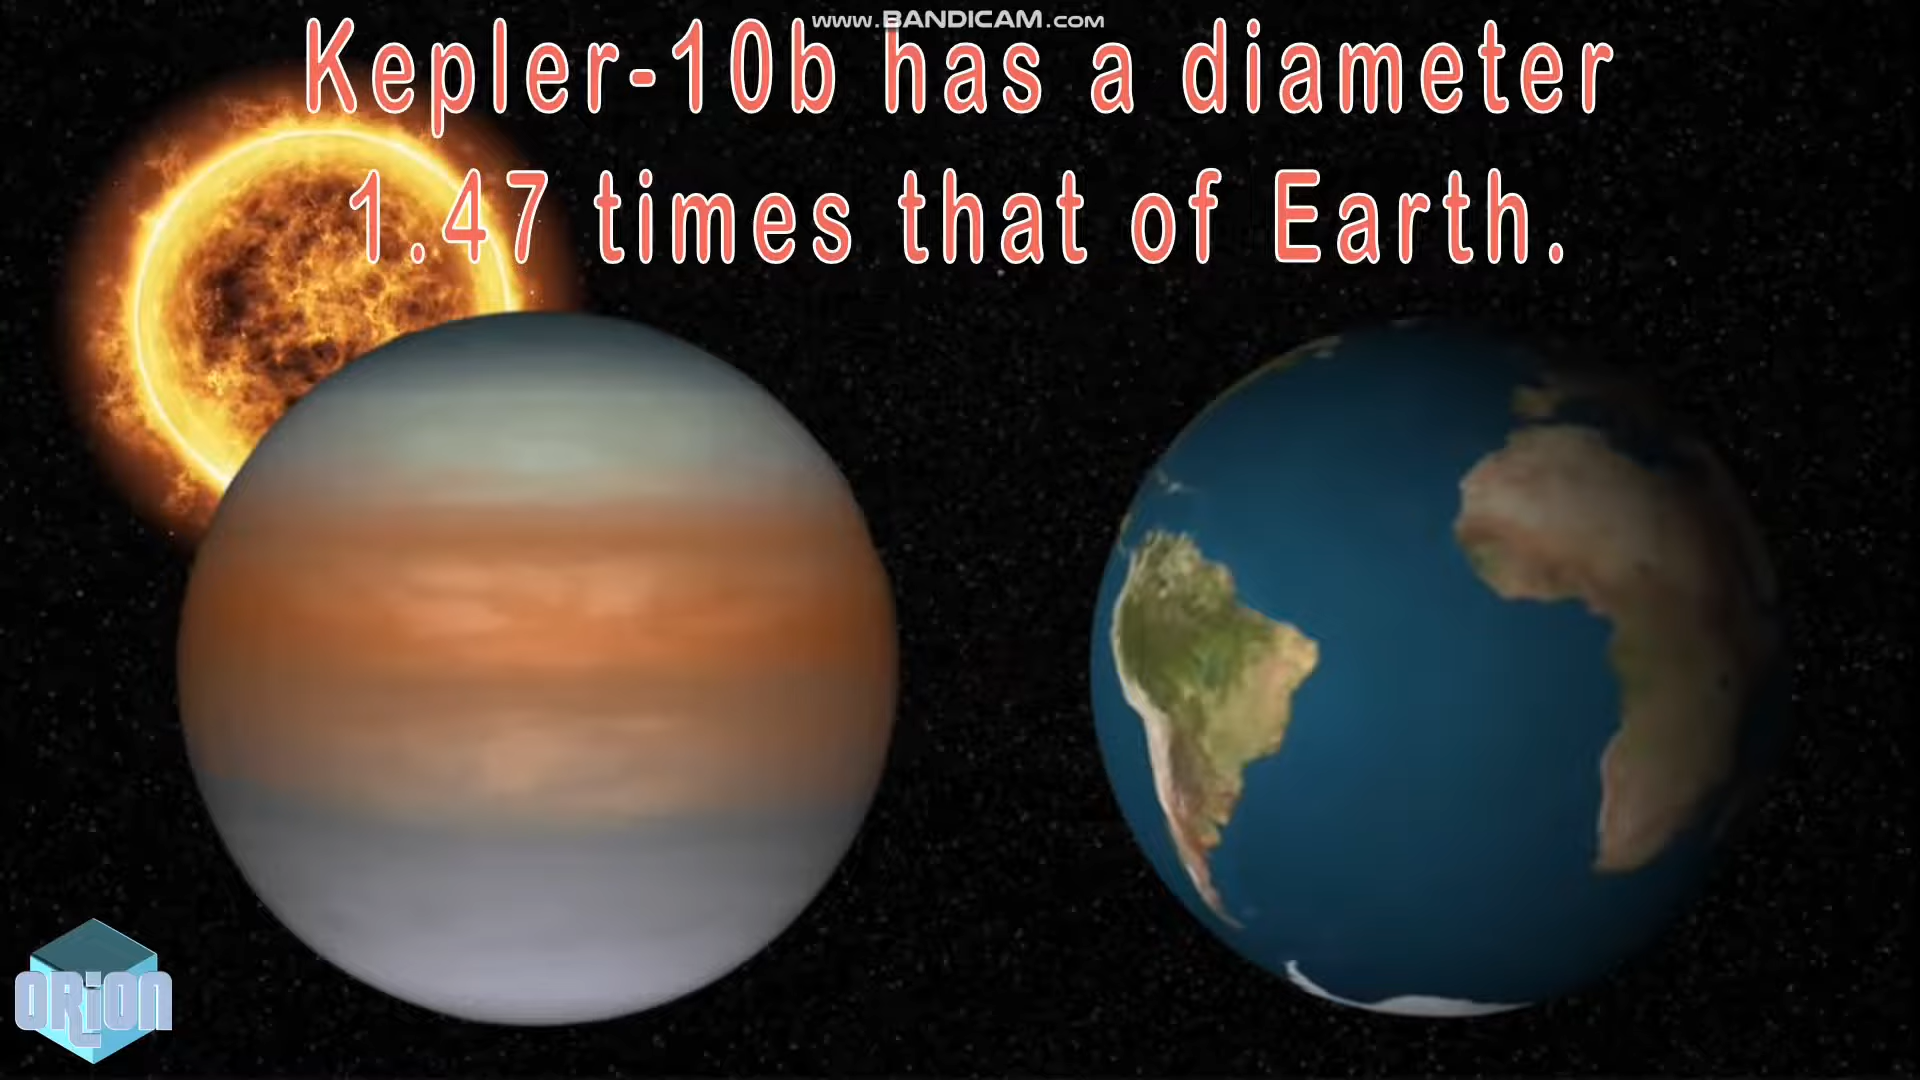 www.BANDICAM.com
Kepler-10b has a diameter
1.47 times that of Earth.
ORiON